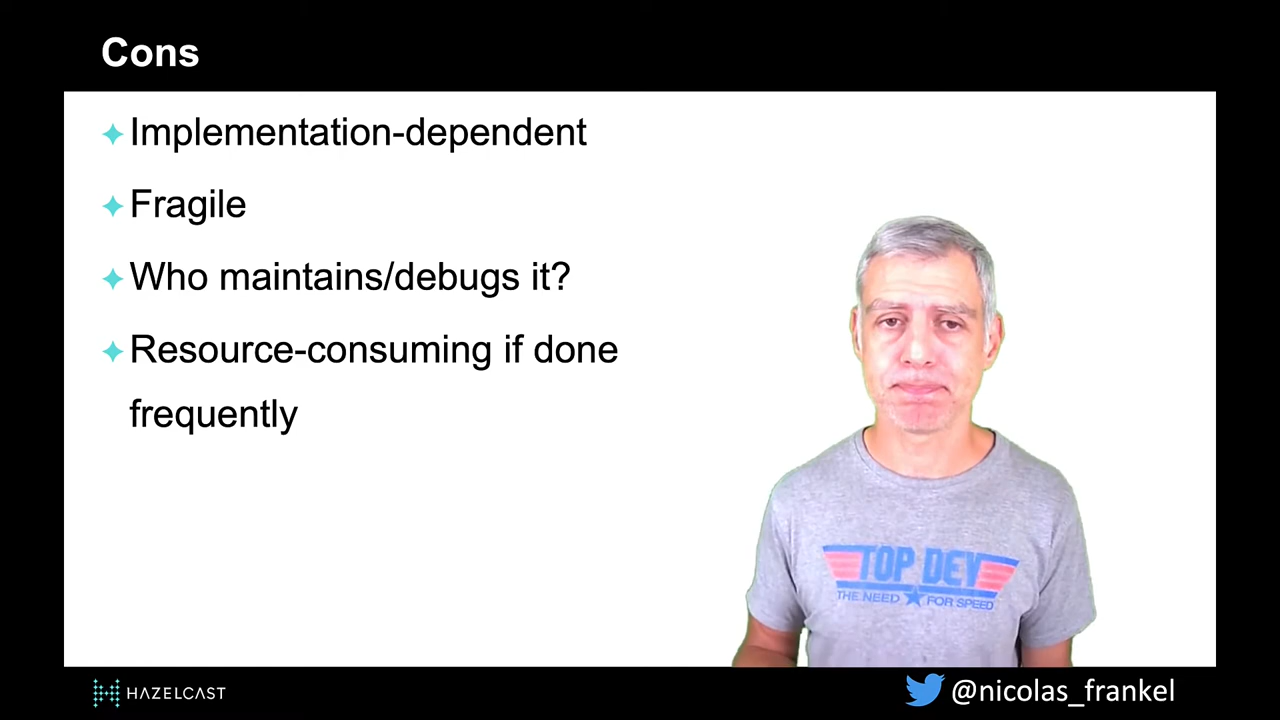 Cons
Implementation-dependent
Fragile
Who maintains/debugs it?
Resource-consuming if done
frequently
TOP DEV
THE NEED FOR SPEED
HAZELCAST
@nicolas_frankel